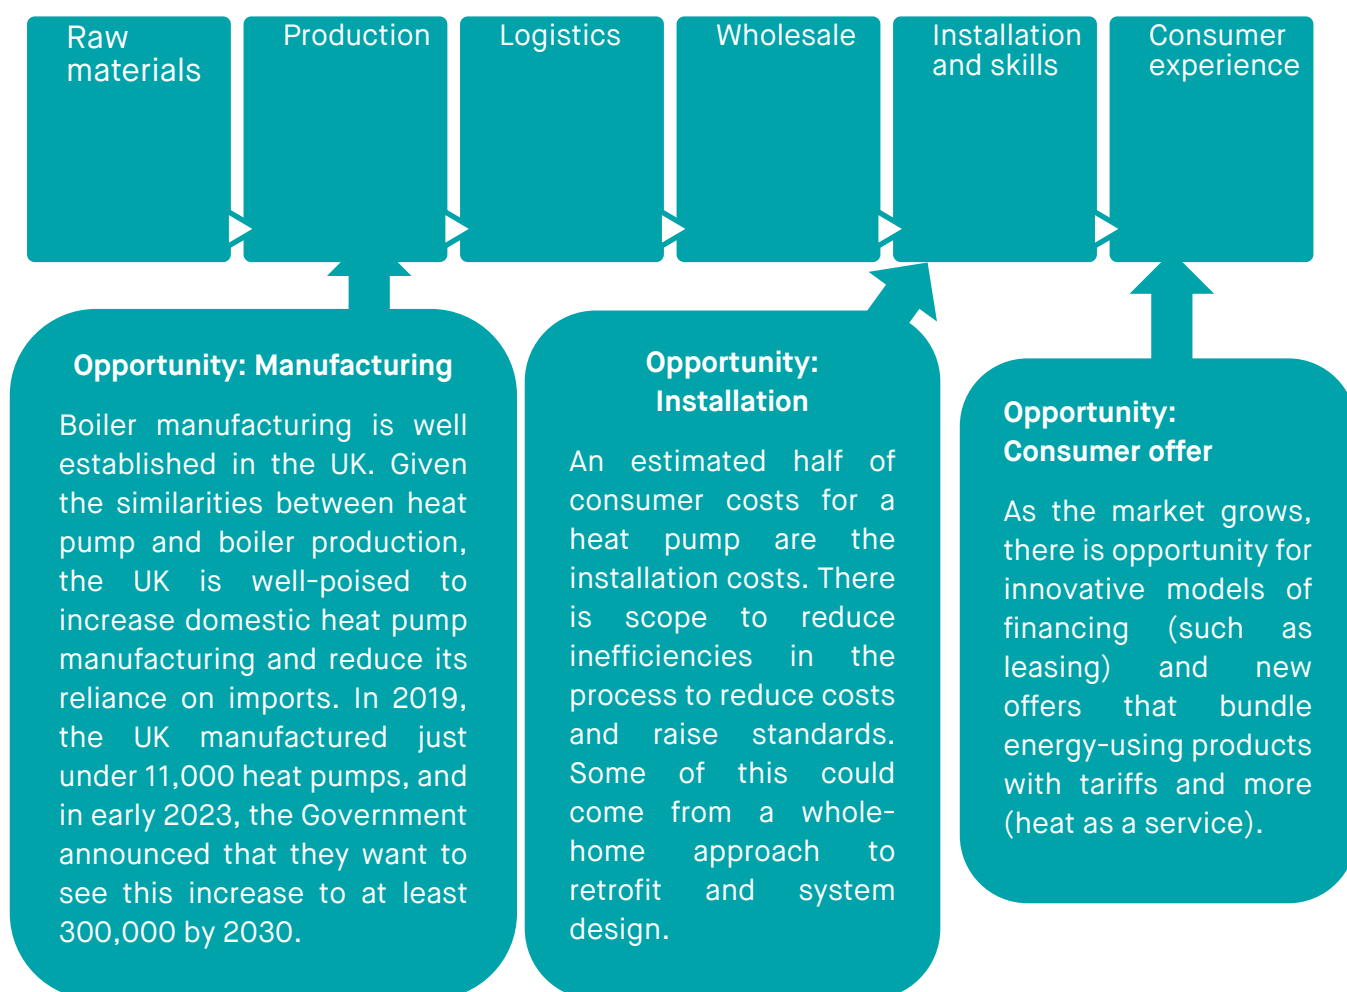 Raw
materials
Production
Logistics
Wholesale
Installation
and skills
Consumer
experience
Opportunity: Manufacturing
Boiler manufacturing is well
established in the UK. Given
the similarities between heat
pump and boiler production,
the UK is well-poised to
increase domestic heat pump
manufacturing and reduce its
reliance on imports. In 2019,
the UK manufactured just
under 11,000 heat pumps, and
in early 2023, the Government
announced that they want to
see this increase to at least
300,000 by 2030.
Opportunity:
Installation
An estimated half of
consumer costs for a
heat pump are the
installation costs. There
is scope to reduce
inefficiencies in the
process to reduce costs
and raise standards.
Some of this could
come from a whole-
home approach to
retrofit and system
design.
Opportunity:
Consumer offer
As the market grows,
there is opportunity for
innovative models of
financing (such as
leasing) and new
offers that bundle
energy-using products
with tariffs and more
(heat as a service).